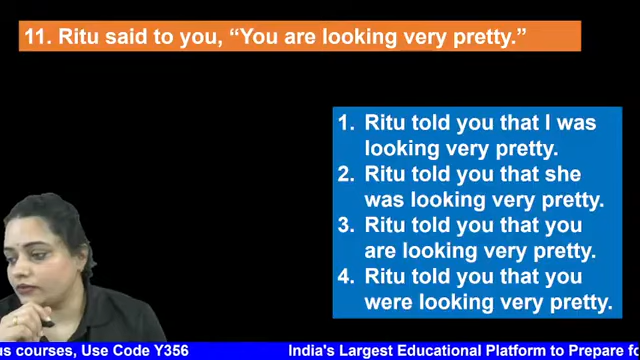 11. Ritu said to you, “You are looking very pretty.”
1. Ritu told you that I was
looking very pretty.
2. Ritu told you that she
was looking very pretty.
3. Ritu told you that you
are looking very pretty.
4. Ritu told you that you
were looking very pretty.
us courses, Use Code Y356 India's Largest Educational Platform to Prepare fo